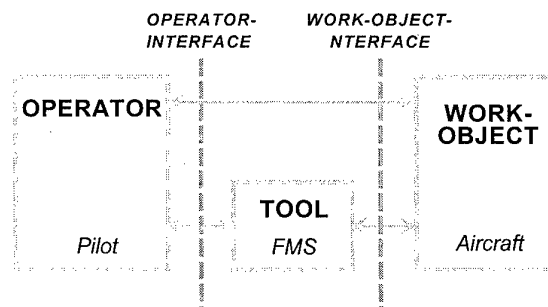 OPERATOR-
INTERFACE
WORK-OBJECT-
NTERFACE
OPERATOR
WORK-
OBJECT
TOOL
Pilot
FMS
Aircraft